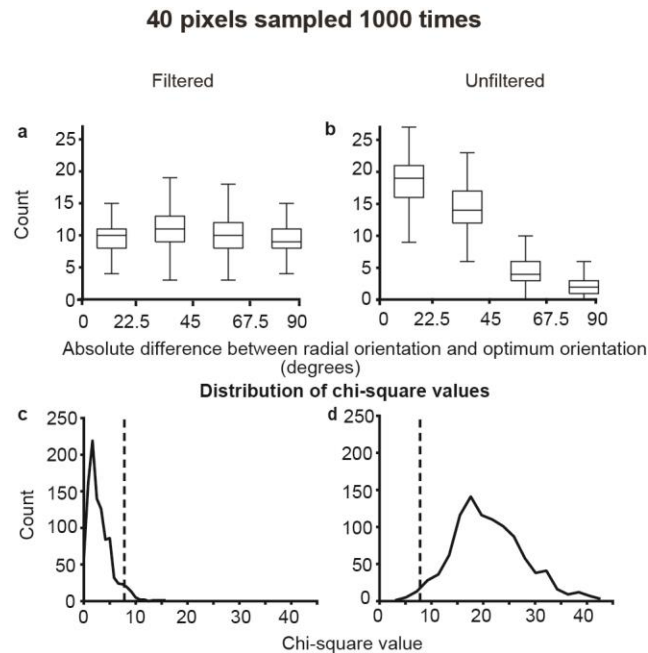 40 pixels sampled 1000 times
Filtered
Unfiltered
a
b
Count
25
20
15
10
5
0
25
20
15
10
5
0
0 22.5 45 67.5 90
0 22.5 45 67.5 90
Absolute difference between radial orientation and optimum orientation
(degrees)
Distribution of chi-square values
c
d
Count
250
200
150
100
50
0
250
200
150
100
50
0
0 10 20 30 40
0 10 20 30 40
Chi-square value